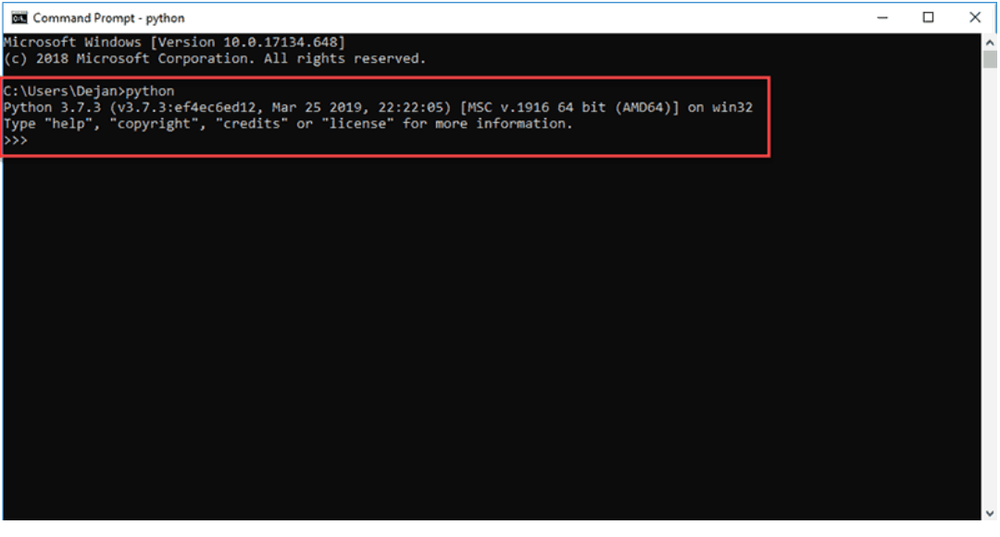 Command Prompt - python
Microsoft Windows [Version 10.0.17134.648]
(c) 2018 Microsoft Corporation. All rights reserved.
C:\Users\Dejan>python
Python 3.7.3 (v3.7.3:ef4ec6ed12, Mar 25 2019, 22:22:05) [MSC v.1916 64 bit (AMD64)] on win32
Type "help", "copyright", "credits" or "license" for more information.
>>>